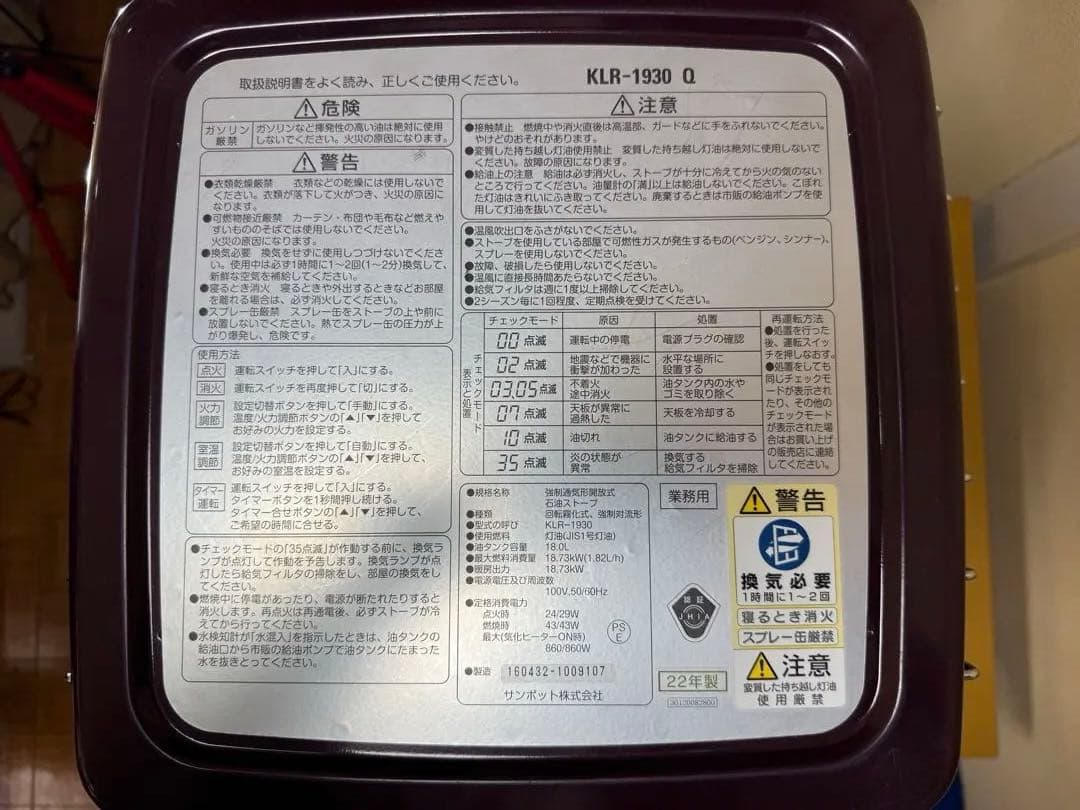 取扱説明書をよく読み、正しくご使用ください。
KLR-1930 Q
⚠危険
ガソリン厳禁
ガソリンなど揮発性の高い油は絶対に使用
しないでください。火災の原因になります。
⚠警告
●衣類乾燥厳禁 衣類などの乾燥には使用しないで
ください。衣類が落下して火がつき、火災の原因に
なります。
●可燃物接近厳禁 カーテン・布団や毛布など燃えや
すいもののそばでは使用しないでください。
火災の原因になります。
●換気必要 換気をせずに使用しつづけないでくださ
い。使用中は必ず1時間に1〜2回(1〜2分)換気して、
新鮮な空気を補給してください。
●寝るとき消火 寝るときや外出するときなどお部屋
を離れる場合は、必ず消火してください。
●スプレー缶厳禁 スプレー缶をストーブの上や前に
放置しないでください。熱でスプレー缶の圧力が上
がり爆発し、危険です。
使用方法
点火 運転スイッチを押して「入」にする。
消火 運転スイッチを再度押して「切」にする。
火力調節
設定切替ボタンを押して「手動」にする。
温度/火力調節ボタンの「▲」「▼」を押して
お好みの火力を設定する。
室温調節
設定切替ボタンを押して「自動」にする。
温度/火力調節ボタンの「▲」「▼」を押して、
お好みの室温を設定する。
タイマー運転
運転スイッチを押して「入」にする。
タイマーボタンを1秒間押し続ける。
タイマー合せボタンの「▲」「▼」を押して、
ご希望の時間に合せる。
●チェックモードの「35点滅」が作動する前に、換気ラ
ンプが点灯して作動を予告します。換気ランプが点
灯したら給気フィルタの掃除をし、部屋の換気をし
てください。
●燃焼中に停電があったり、電源が断たれたりすると
消火します。再点火は再通電後、必ずストーブが冷
えてから行ってください。
●水検知計が「水混入」を指示したときは、油タンクの
給油口から市販の給油ポンプで油タンクにたまった
水を抜きとってください。
⚠注意
●接触禁止 燃焼中や消火直後は高温部、ガードなどに手をふれないでください。
やけどのおそれがあります。
●変質した持ち越し灯油使用禁止 変質した持ち越し灯油は絶対に使用しないで
ください。故障の原因になります。
●給油上の注意 給油は必ず消火し、ストーブが十分に冷えてから火の気のない
ところで行ってください。油量計の「満」以上は給油しないでください。こぼれ
た灯油はきれいにふき取ってください。廃棄するときは市販の給油ポンプを使
用して灯油を抜いてください。
●温風吹出口をふさがないでください。
●ストーブを使用している部屋で可燃性ガスが発生するもの(ベンジン、シンナー)、
スプレーを使用しないでください。
●故障、破損したら使用しないでください。
●温風に直接長時間あたらないでください。
●給気フィルタは週に1度以上掃除してください。
●2シーズン毎に1回程度、定期点検を受けてください。
チェックモード表示と処置
チェックモード 原因 処置
00 点滅 運転中の停電 電源プラグの確認
02 点滅 地震などで機器に衝撃が加わった 水平な場所に設置する
03,05点滅 不着火 途中消火 油タンク内の水やゴミを取り除く
07 点滅 天板が異常に過熱した 天板を冷却する
10 点滅 油切れ 油タンクに給油する
35 点滅 炎の状態が異常 換気する 給気フィルタを掃除
再運転方法
●処置を行った
後、運転スイッ
チを押しなおす。
●処置をしても
同じチェックモー
ドが表示された
り、その他の
チェックモード
が表示された場
合はお買い上げ
の販売店に連絡
してください。
●規格名称 強制通気形開放式
石油ストーブ
●種類 回転霧化式、強制対流形
●型式の呼び KLR-1930
●使用燃料 灯油(JIS1号灯油)
●油タンク容量 18.0L
●最大燃料消費量 18.73kW(1.82L/h)
●暖房出力 18.73kW
●電源電圧及び周波数
100V,50/60Hz
●定格消費電力
点火時 24/29W
燃焼時 43/43W
最大(気化ヒーターON時)
860/860W
PS
E
●製造 160432-1009107
サンポット株式会社
業務用
認証
JHIA
22年製
30120082800
⚠警告
換気必要
1時間に1〜2回
寝るとき消火
スプレー缶厳禁
⚠注意
変質した持ち越し灯油
使用厳禁